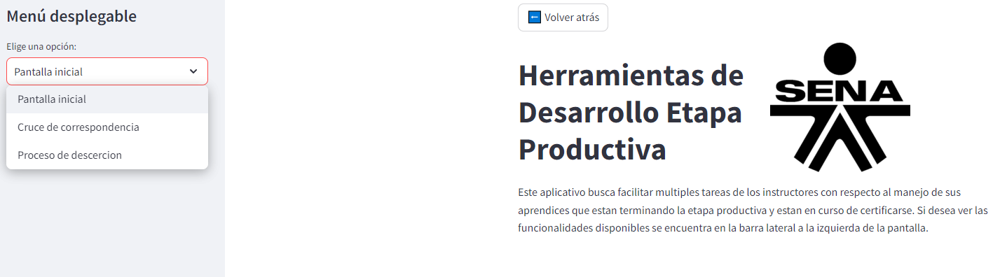 Menú desplegable
Elige una opción:
Pantalla inicial
Pantalla inicial
Cruce de correspondencia
Proceso de descercion
Volver atrás
Herramientas de
Desarrollo Etapa
Productiva
SENA
Este aplicativo busca facilitar multiples tareas de los instructores con respecto al manejo de sus
aprendices que estan terminando la etapa productiva y estan en curso de certificarse. Si desea ver las
funcionalidades disponibles se encuentra en la barra lateral a la izquierda de la pantalla.